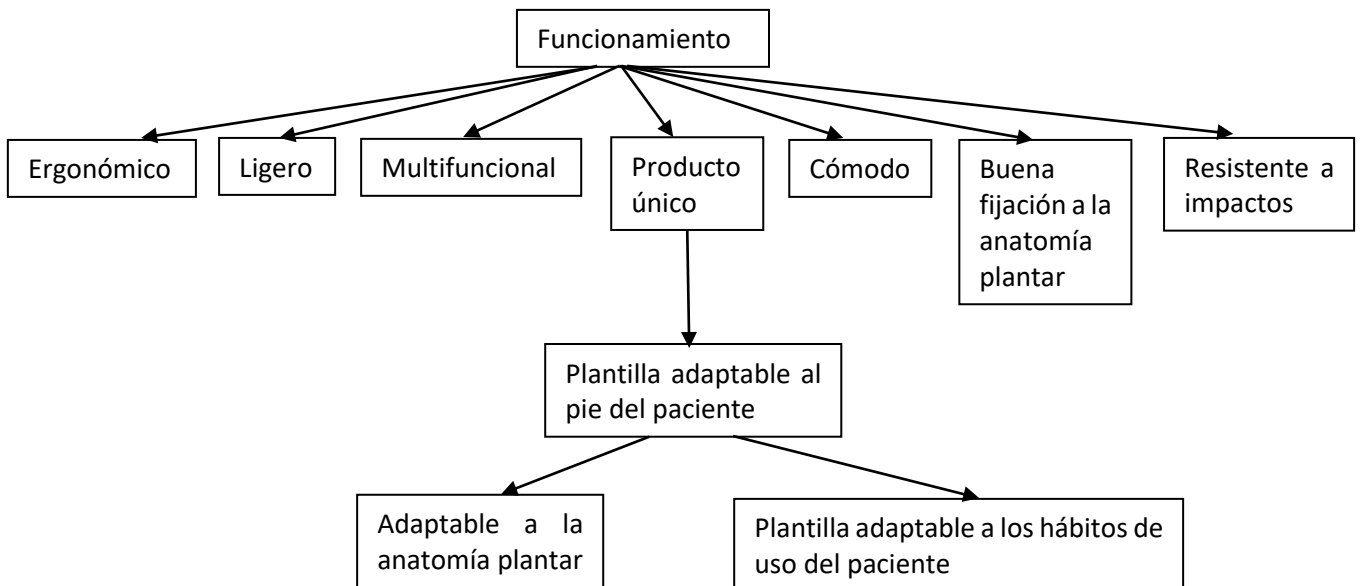 Funcionamiento
Ergonómico
Ligero
Multifuncional
Producto
único
Cómodo
Buena
fijación a la
anatomía
plantar
Resistente a
impactos
Plantilla adaptable al
pie del paciente
Adaptable a la
anatomía plantar
Plantilla adaptable a los hábitos de
uso del paciente